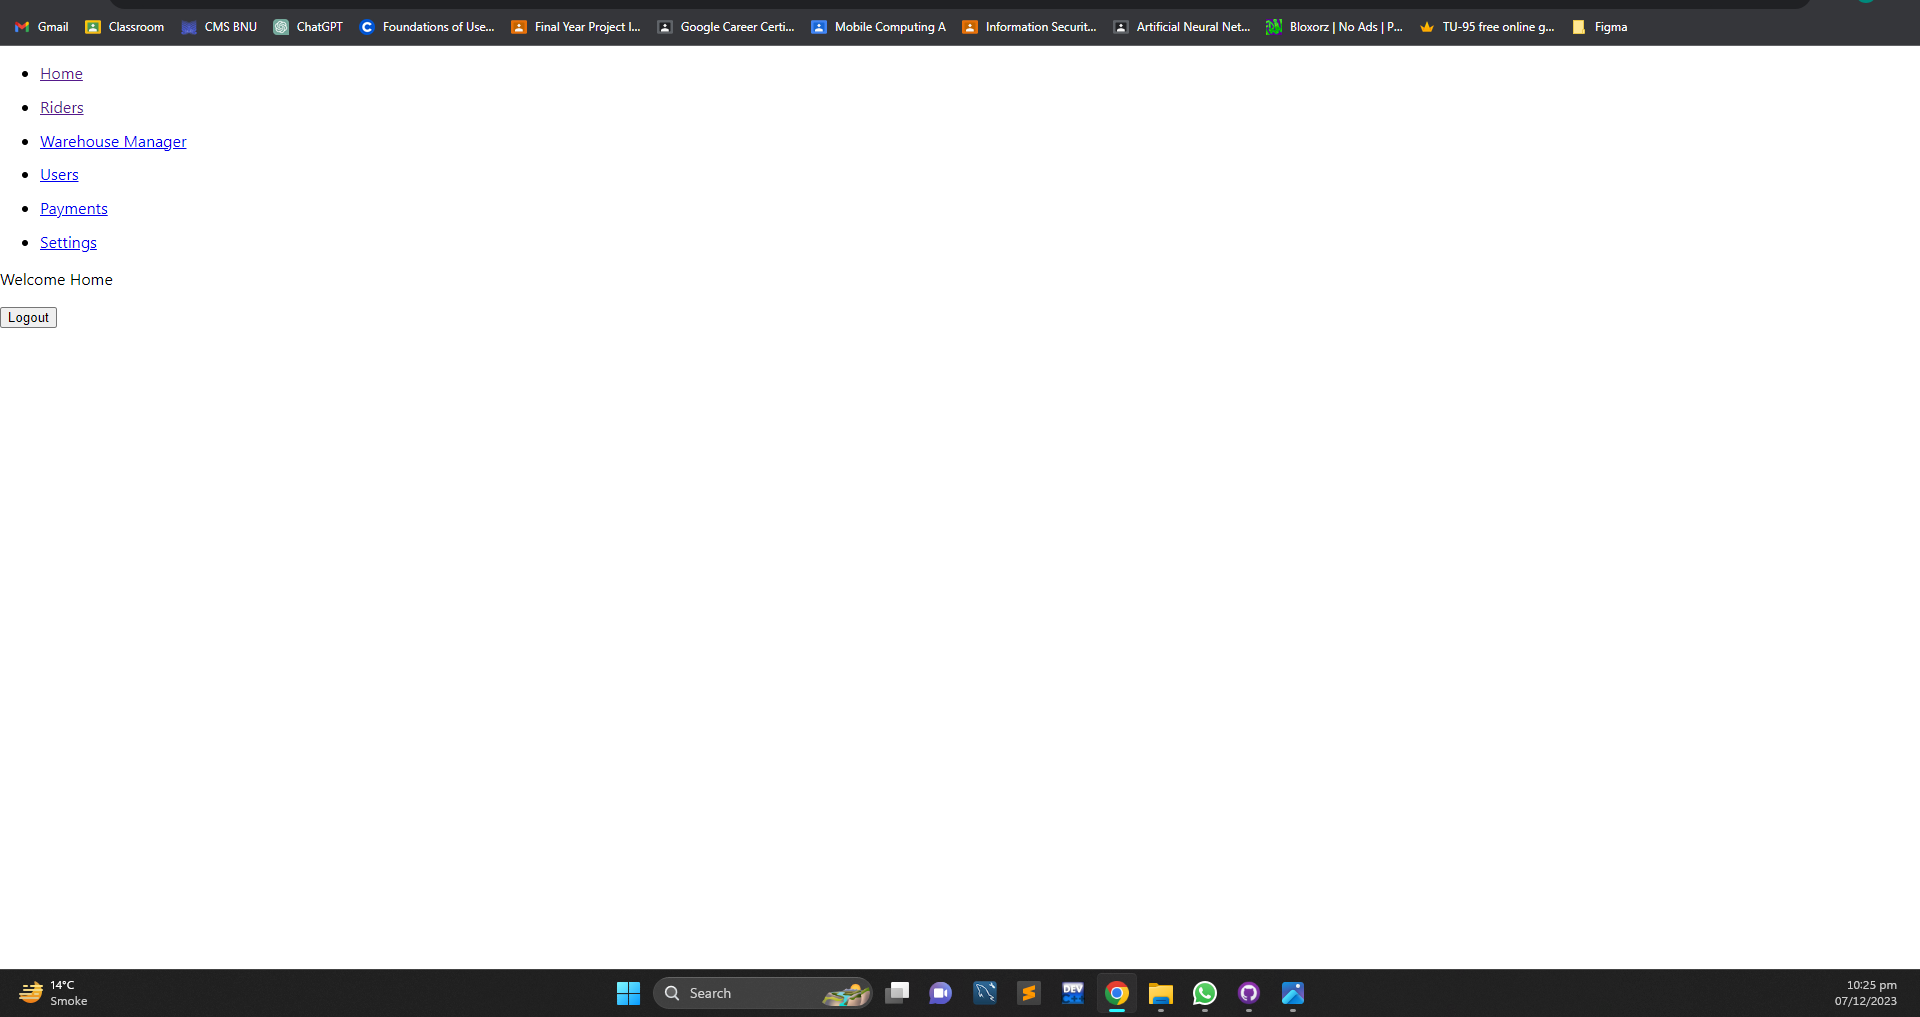 Gmail Classroom CMS BNU ChatGPT Foundations of Use... Final Year Project I... Google Career Certi... Mobile Computing A Information Securit... Artificial Neural Net... Bloxorz | No Ads | P... TU-95 free online g... Figma
Home
Riders
Warehouse Manager
Users
Payments
Settings
Welcome Home
Logout
14°C
Smoke
Search
DEV
10:25 pm
07/12/2023